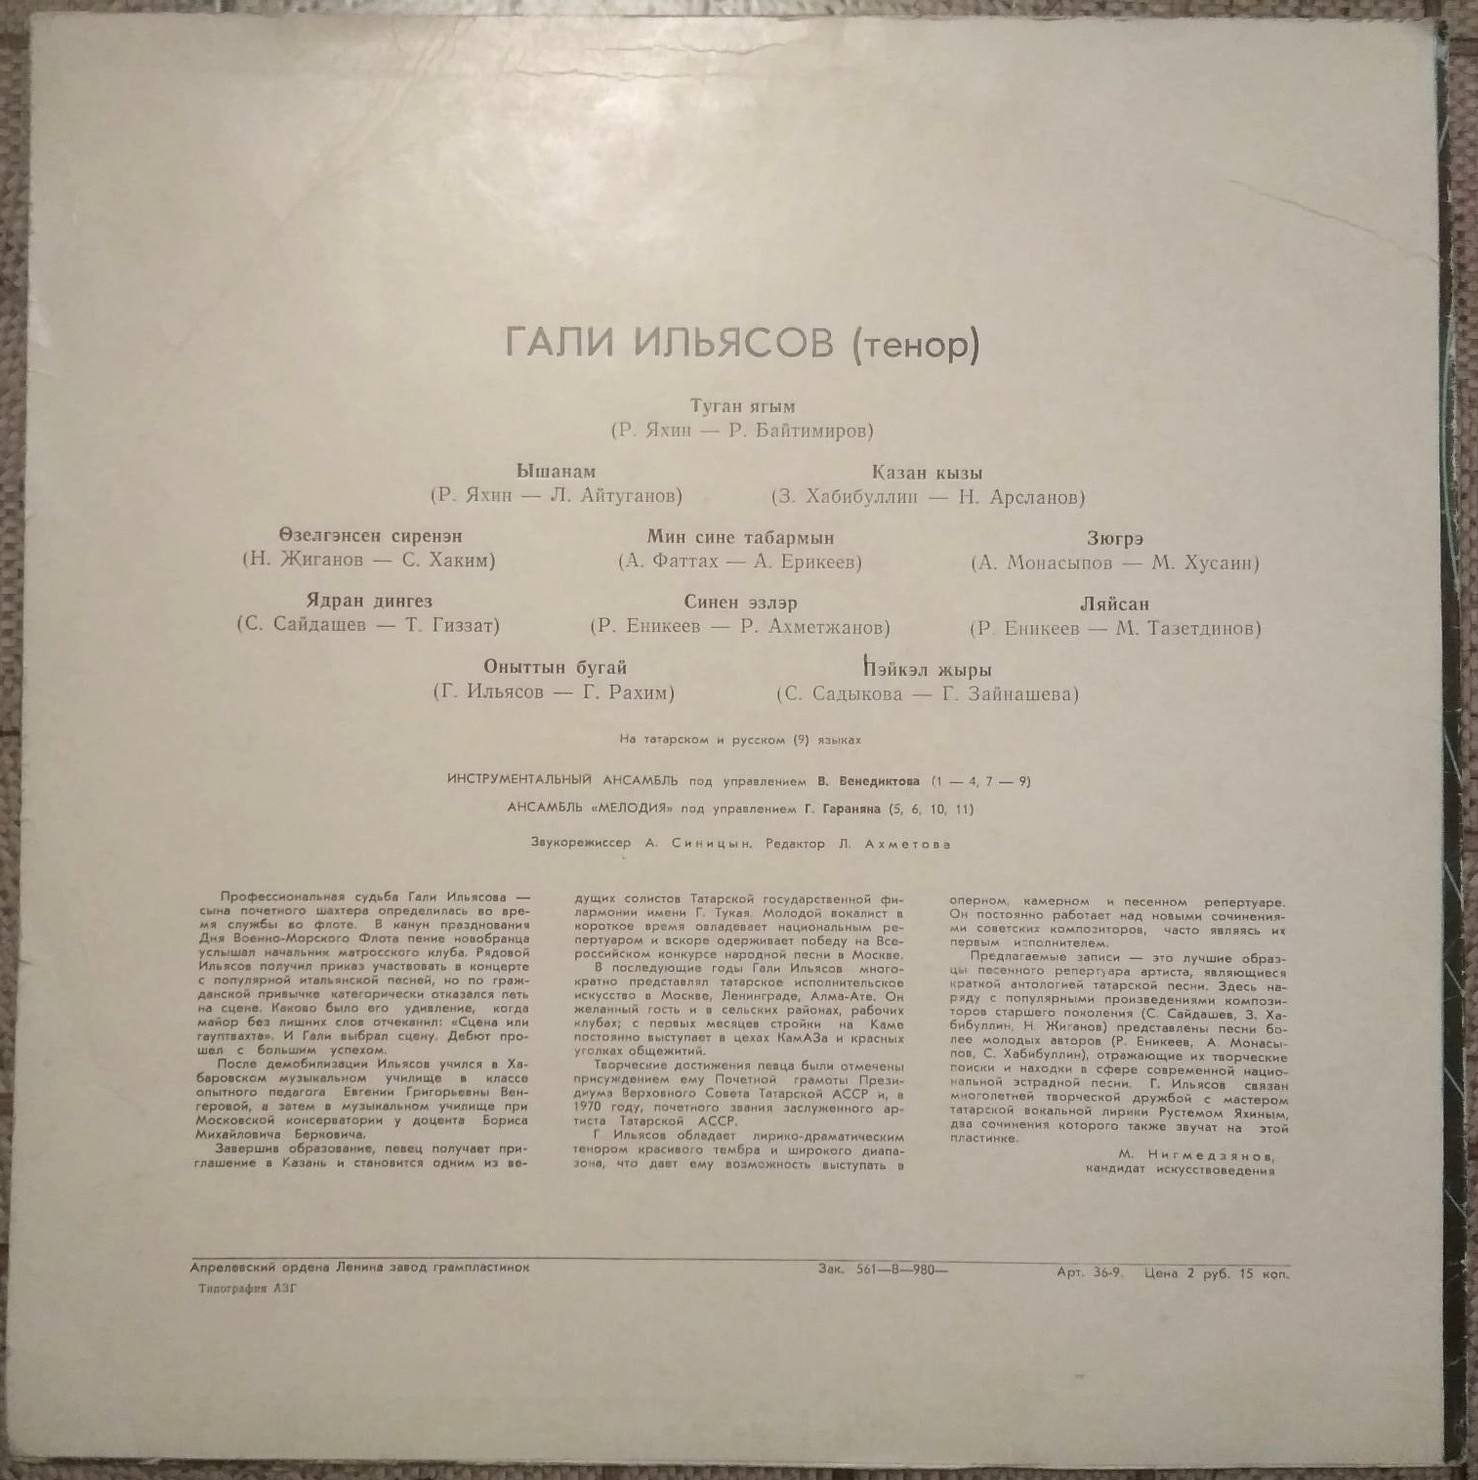 ГАЛИ ИЛЬЯСОВ (тенор)
Туган ягым
(Р. Яхин — Р. Байтимиров)
Ышанам
(Р. Яхин — Л. Айтуганов)
Казан кызы
(З. Хабибуллин — Н. Арсланов)
Өзелгэнсен сиренэн
(Н. Жиганов — С. Хаким)
Мин сине табармын
(А. Фаттах — А. Ерикеев)
Зюгрэ
(А. Монасыпов — М. Хусаин)
Ядран дингез
(С. Сайдашев — Т. Гиззат)
Синен эзлэр
(Р. Еникеев — Р. Ахметжанов)
Ляйсан
(Р. Еникеев — М. Тазетдинов)
Оныттын бугай
(Г. Ильясов — Г. Рахим)
Пэйкэл жыры
(С. Садыкова — Г. Зайнашева)
На татарском и русском (9) языках
ИНСТРУМЕНТАЛЬНЫЙ АНСАМБЛЬ под управлением В. Венедиктова (1 — 4, 7 — 9)
АНСАМБЛЬ «МЕЛОДИЯ» под управлением Г. Гараняна (5, 6, 10, 11)
Звукорежиссер А. Синицын. Редактор Л. Ахметова
Профессиональная судьба Гали Ильясова —
сына почетного шахтера определилась во вре-
мя службы во флоте. В канун празднования
Дня Военно-Морского Флота пение новобранца
услышал начальник матросского клуба. Рядовой
Ильясов получил приказ участвовать в концерте
с популярной итальянской песней, но по граж-
данской привычке категорически отказался петь
на сцене. Каково было его удивление, когда
майор без лишних слов отчеканил: «Сцена или
гауптвахта». И Гали выбрал сцену. Дебют про-
шел с большим успехом.
После демобилизации Ильясов учился в Ха-
баровском музыкальном училище в классе
опытного педагога Евгении Григорьевны Вен-
геровой, а затем в музыкальном училище при
Московской консерватории у доцента Бориса
Михайловича Берковича.
Завершив образование, певец получает при-
глашение в Казань и становится одним из ве-
дущих солистов Татарской государственной фи-
лармонии имени Г. Тукая. Молодой вокалист в
короткое время овладевает национальным ре-
пертуаром и вскоре одерживает победу на Все-
российском конкурсе народной песни в Москве.
В последующие годы Гали Ильясов много-
кратно представлял татарское исполнительское
искусство в Москве, Ленинграде, Алма-Ате. Он
желанный гость и в сельских районах, рабочих
клубах; с первых месяцев стройки на Каме
постоянно выступает в цехах КамАЗа и красных
уголках общежитий.
Творческие достижения певца были отмечены
присуждением ему Почетной грамоты Прези-
диума Верховного Совета Татарской АССР и, в
1970 году, почетного звания заслуженного ар-
тиста Татарской АССР.
Г Ильясов обладает лирико-драматическим
тенором красивого тембра и широкого диапа-
зона, что дает ему возможность выступать в
оперном, камерном и песенном репертуаре.
Он постоянно работает над новыми сочинения-
ми советских композиторов, часто являясь их
первым исполнителем.
Предлагаемые записи — это лучшие образ-
цы песенного репертуара артиста, являющиеся
краткой антологией татарской песни. Здесь на-
ряду с популярными произведениями компози-
торов старшего поколения (С. Сайдашев, З. Ха-
бибуллин, Н. Жиганов) представлены песни бо-
лее молодых авторов (Р. Еникеев, А. Монасы-
пов, С. Хабибуллин), отражающие их творческие
поиски и находки в сфере современной нацио-
нальной эстрадной песни. Г. Ильясов связан
многолетней творческой дружбой с мастером
татарской вокальной лирики Рустемом Яхиным,
два сочинения которого также звучат на этой
пластинке.
М. Нигмедзянов,
кандидат искусствоведения
Апрелевский ордена Ленина завод грампластинок
Зак. 561—В—980—
Арт. 36-9. Цена 2 руб. 15 коп.
Типография АЗГ